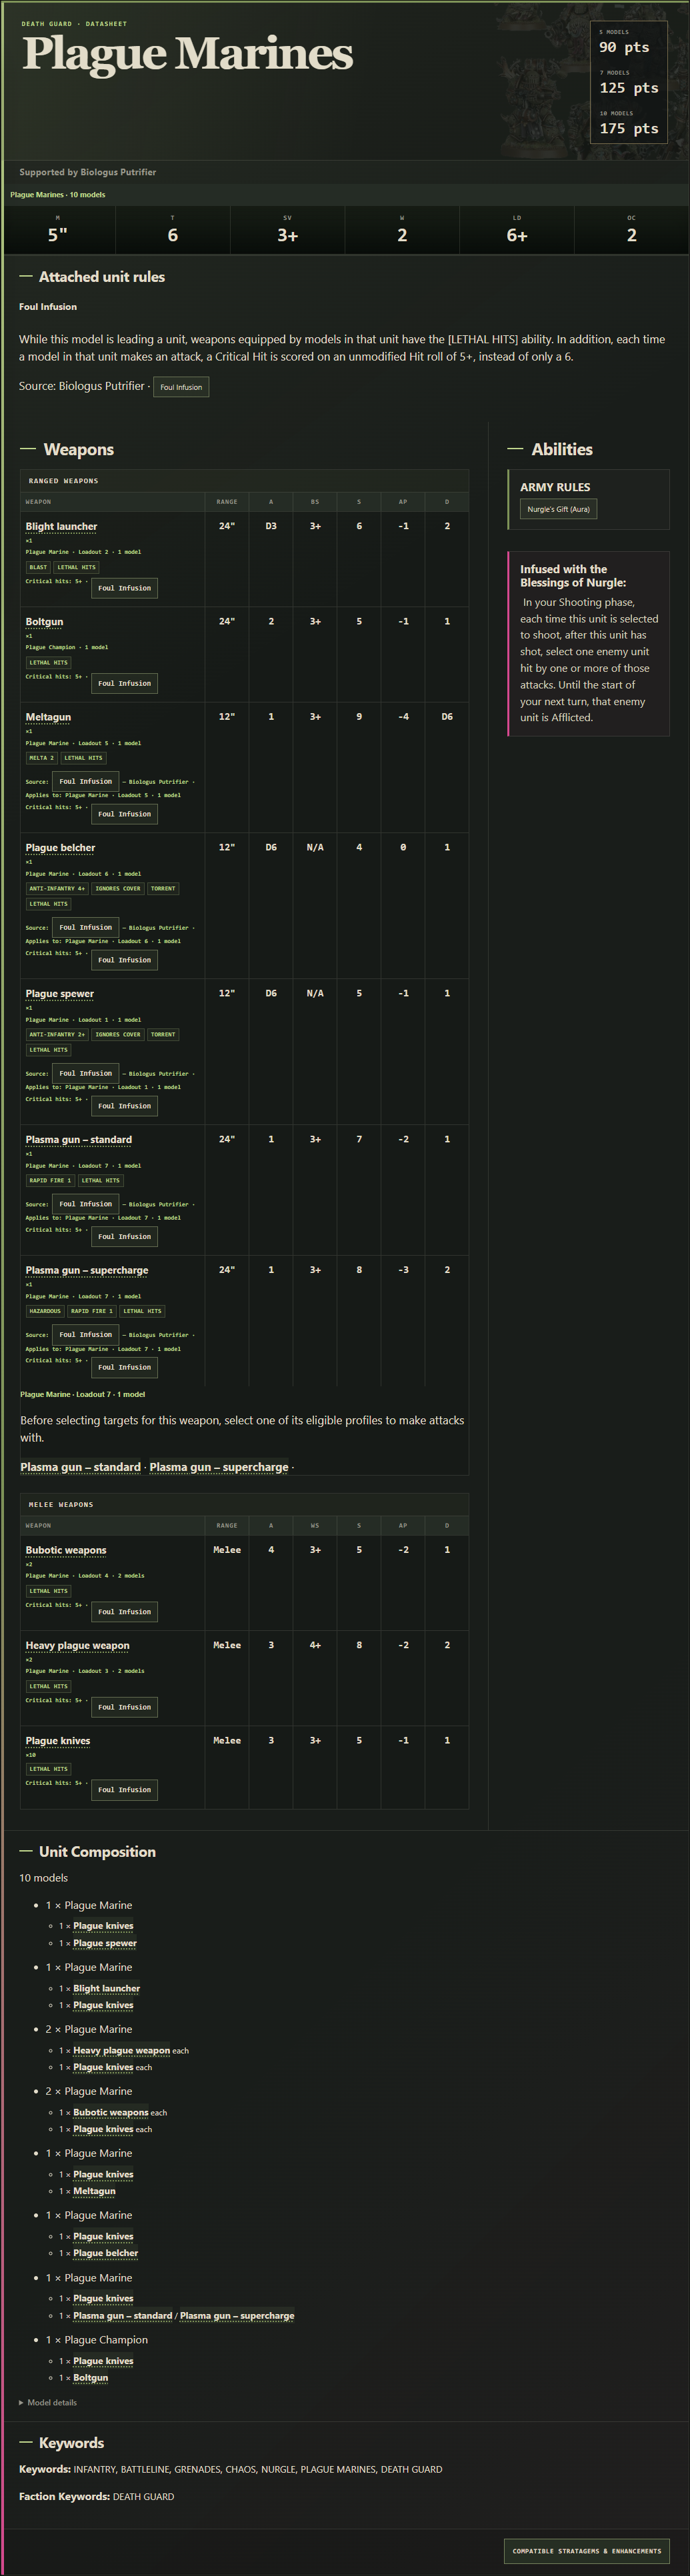 DEATH GUARD · DATASHEET
Plague Marines
5 MODELS
90 pts
7 MODELS
125 pts
10 MODELS
175 pts
Supported by Biologus Putrifier
Plague Marines · 10 models
M T SV W LD OC
5" 6 3+ 2 6+ 2
Attached unit rules
Foul Infusion
While this model is leading a unit, weapons equipped by models in that unit have the [LETHAL HITS] ability. In addition, each time
a model in that unit makes an attack, a Critical Hit is scored on an unmodified Hit roll of 5+, instead of only a 6.
Source: Biologus Putrifier · Foul Infusion
Weapons
RANGED WEAPONS
WEAPON RANGE A BS S AP D
Blight launcher 24" D3 3+ 6 -1 2
×1
Plague Marine · Loadout 2 · 1 model
BLAST LETHAL HITS
Critical hits: 5+ · Foul Infusion
Boltgun 24" 2 3+ 5 -1 1
×1
Plague Champion · 1 model
LETHAL HITS
Critical hits: 5+ · Foul Infusion
Meltagun 12" 1 3+ 9 -4 D6
×1
Plague Marine · Loadout 5 · 1 model
MELTA 2 LETHAL HITS
Source: Foul Infusion — Biologus Putrifier ·
Applies to: Plague Marine · Loadout 5 · 1 model
Critical hits: 5+ · Foul Infusion
Plague belcher 12" D6 N/A 4 0 1
×1
Plague Marine · Loadout 6 · 1 model
ANTI-INFANTRY 4+ IGNORES COVER TORRENT
LETHAL HITS
Source: Foul Infusion — Biologus Putrifier ·
Applies to: Plague Marine · Loadout 6 · 1 model
Critical hits: 5+ · Foul Infusion
Plague spewer 12" D6 N/A 5 -1 1
×1
Plague Marine · Loadout 1 · 1 model
ANTI-INFANTRY 2+ IGNORES COVER TORRENT
LETHAL HITS
Source: Foul Infusion — Biologus Putrifier ·
Applies to: Plague Marine · Loadout 1 · 1 model
Critical hits: 5+ · Foul Infusion
Plasma gun – standard 24" 1 3+ 7 -2 1
×1
Plague Marine · Loadout 7 · 1 model
RAPID FIRE 1 LETHAL HITS
Source: Foul Infusion — Biologus Putrifier ·
Applies to: Plague Marine · Loadout 7 · 1 model
Critical hits: 5+ · Foul Infusion
Plasma gun – supercharge 24" 1 3+ 8 -3 2
×1
Plague Marine · Loadout 7 · 1 model
HAZARDOUS RAPID FIRE 1 LETHAL HITS
Source: Foul Infusion — Biologus Putrifier ·
Applies to: Plague Marine · Loadout 7 · 1 model
Critical hits: 5+ · Foul Infusion
Plague Marine · Loadout 7 · 1 model
Before selecting targets for this weapon, select one of its eligible profiles to make attacks
with.
Plasma gun – standard · Plasma gun – supercharge ·
MELEE WEAPONS
WEAPON RANGE A WS S AP D
Bubotic weapons Melee 4 3+ 5 -2 1
×2
Plague Marine · Loadout 4 · 2 models
LETHAL HITS
Critical hits: 5+ · Foul Infusion
Heavy plague weapon Melee 3 4+ 8 -2 2
×2
Plague Marine · Loadout 3 · 2 models
LETHAL HITS
Critical hits: 5+ · Foul Infusion
Plague knives Melee 3 3+ 5 -1 1
×10
LETHAL HITS
Critical hits: 5+ · Foul Infusion
Abilities
ARMY RULES
Nurgle's Gift (Aura)
Infused with the
Blessings of Nurgle:
In your Shooting phase,
each time this unit is selected
to shoot, after this unit has
shot, select one enemy unit
hit by one or more of those
attacks. Until the start of
your next turn, that enemy
unit is Afflicted.
Unit Composition
10 models
• 1 × Plague Marine
◦ 1 × Plague knives
◦ 1 × Plague spewer
• 1 × Plague Marine
◦ 1 × Blight launcher
◦ 1 × Plague knives
• 2 × Plague Marine
◦ 1 × Heavy plague weapon each
◦ 1 × Plague knives each
• 2 × Plague Marine
◦ 1 × Bubotic weapons each
◦ 1 × Plague knives each
• 1 × Plague Marine
◦ 1 × Plague knives
◦ 1 × Meltagun
• 1 × Plague Marine
◦ 1 × Plague knives
◦ 1 × Plague belcher
• 1 × Plague Marine
◦ 1 × Plague knives
◦ 1 × Plasma gun – standard / Plasma gun – supercharge
• 1 × Plague Champion
◦ 1 × Plague knives
◦ 1 × Boltgun
▶ Model details
Keywords
Keywords: INFANTRY, BATTLELINE, GRENADES, CHAOS, NURGLE, PLAGUE MARINES, DEATH GUARD
Faction Keywords: DEATH GUARD
COMPATIBLE STRATAGEMS & ENHANCEMENTS